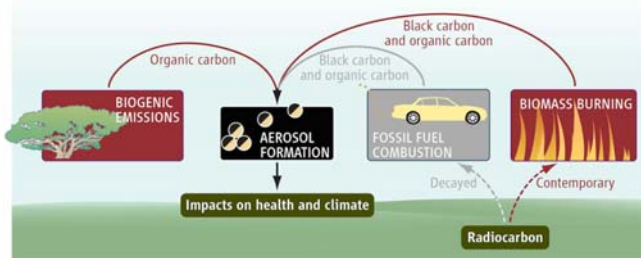 Black carbon
and organic carbon
Organic carbon
Black carbon
and organic carbon
BIOGENIC
EMISSIONS
AEROSOL
FORMATION
FOSSIL FUEL
COMBUSTION
BIOMASS BURNING
Decayed
Contemporary
Impacts on health and climate
Radiocarbon